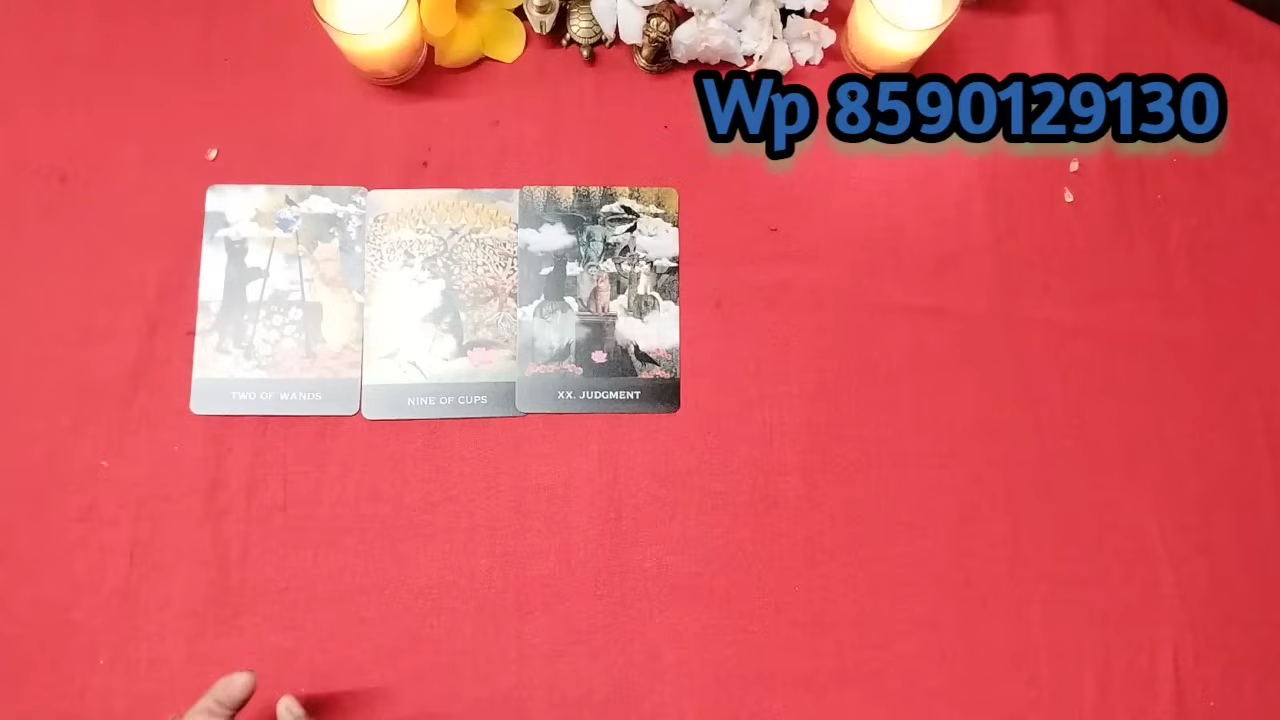 Wp 8590129130
TWO OF WANDS
NINE OF CUPS
XX. JUDGMENT